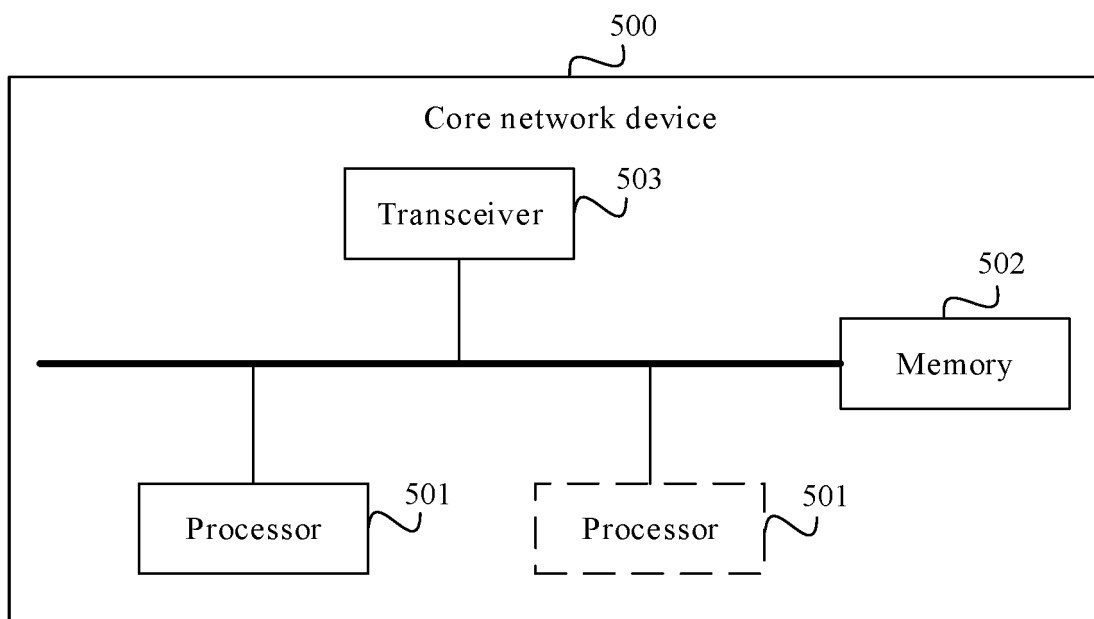 500
Core network device
503
Transceiver
502
Memory
501
Processor
501
Processor